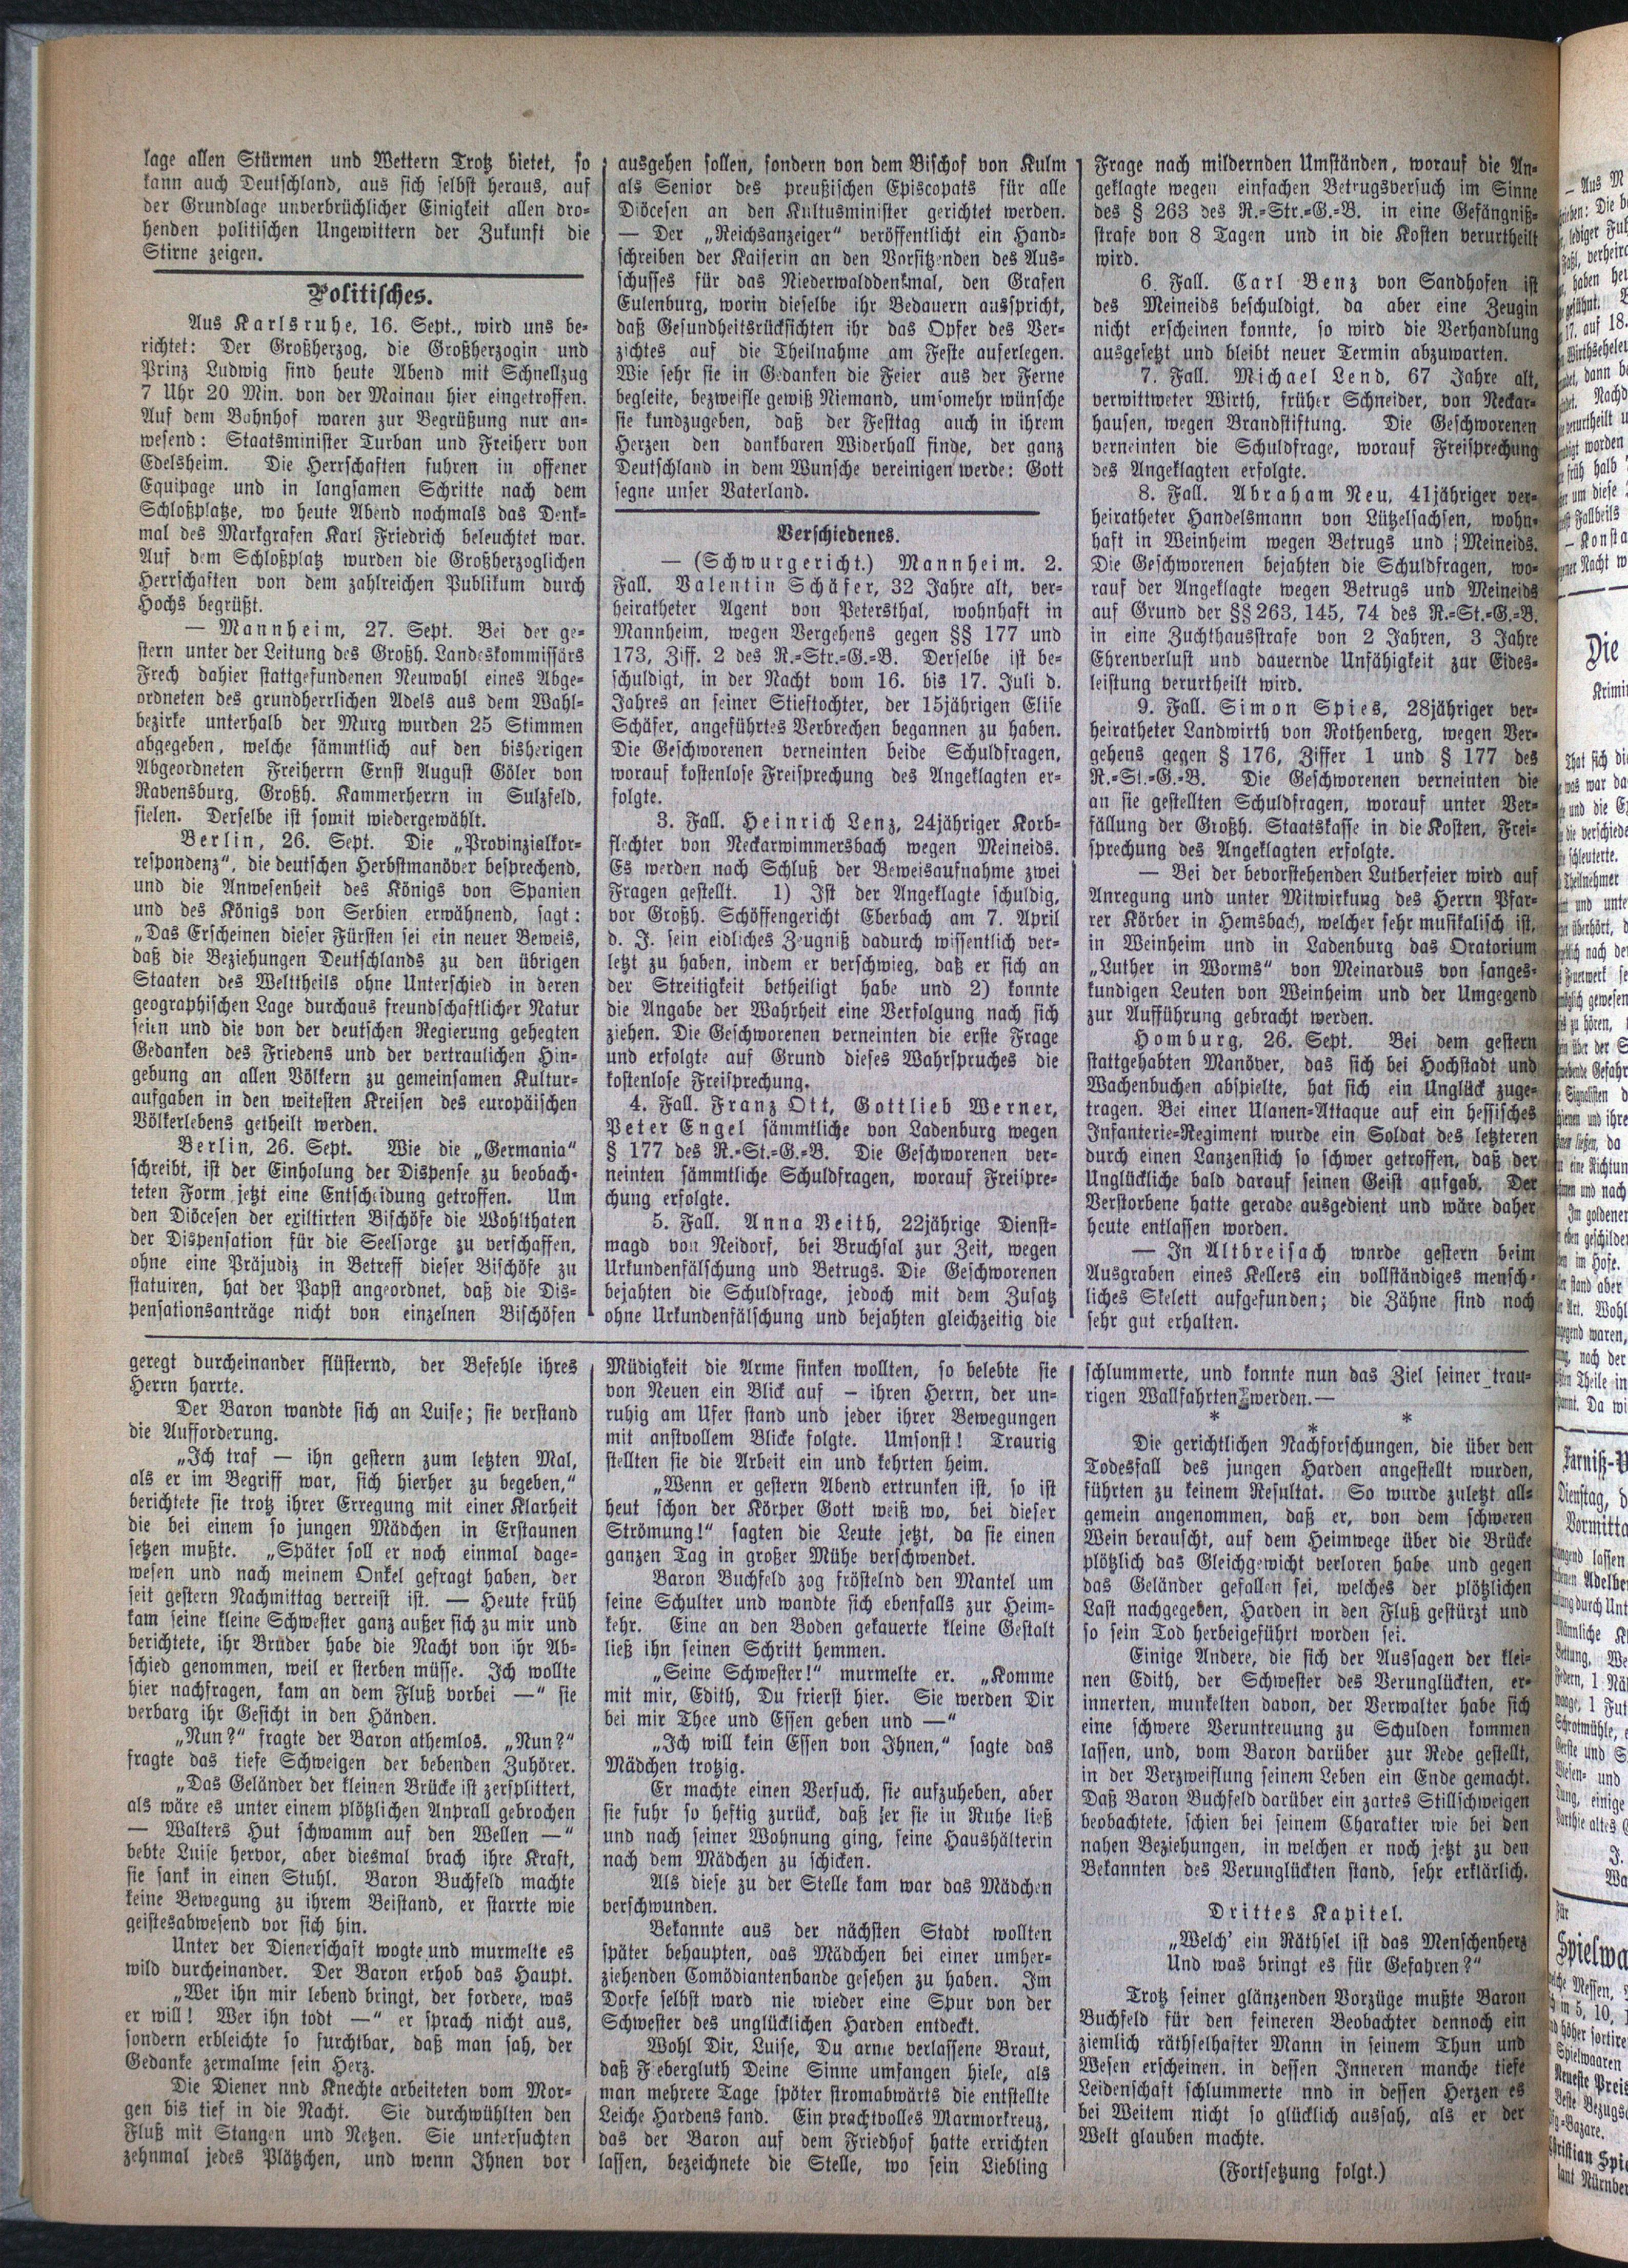 lage allen Stürmen und Wettern Trotz bietet, so
kann auch Deutschland, aus sich selbst heraus, auf
der Grundlage unverbrüchlicher Einigkeit allen dro-
henden politischen Ungewittern der Zukunft die
Stirne zeigen.
Politisches.
Aus Karlsruhe, 16. Sept., wird uns be-
richtet: Der Großherzog, die Großherzogin und
Prinz Ludwig sind heute Abend mit Schnellzug
7 Uhr 20 Min. von der Mainau hier eingetroffen.
Auf dem Bahnhof waren zur Begrüßung nur an-
wesend: Staatsminister Turban und Freiherr von
Edelsheim. Die Herrschaften fuhren in offener
Equipage und in langsamen Schritte nach dem
Schloßplatze, wo heute Abend nochmals das Denk-
mal des Markgrafen Karl Friedrich beleuchtet war.
Auf dem Schloßplatz wurden die Großherzoglichen
Herrschaften von dem zahlreichen Publikum durch
Hochs begrüßt.
— Mannheim, 27. Sept. Bei der ge-
stern unter der Leitung des Großh. Landeskommissärs
Frech dahier stattgefundenen Neuwahl eines Abge-
ordneten des grundherrlichen Adels aus dem Wahl-
bezirke unterhalb der Murg wurden 25 Stimmen
abgegeben, welche sämmtlich auf den bisherigen
Abgeordneten Freiherrn Ernst August Göler von
Ravensburg, Großh. Kammerherrn in Sulzfeld,
fielen. Derselbe ist somit wiedergewählt.
Berlin, 26. Sept. Die „Provinzialkor-
respondenz“, die deutschen Herbstmanöver besprechend,
und die Anwesenheit des Königs von Spanien
und des Königs von Serbien erwähnend, sagt:
„Das Erscheinen dieser Fürsten sei ein neuer Beweis,
daß die Beziehungen Deutschlands zu den übrigen
Staaten des Welttheils ohne Unterschied in deren
geographischen Lage durchaus freundschaftlicher Natur
seien und die von der deutschen Regierung gehegten
Gedanken des Friedens und der vertraulichen Hin-
gebung an allen Völkern zu gemeinsamen Kultur-
aufgaben in den weitesten Kreisen des europäischen
Völkerlebens getheilt werden.
Berlin, 26. Sept. Wie die „Germania“
schreibt, ist der Einholung der Dispense zu beobach-
teten Form jetzt eine Entscheidung getroffen. Um
den Diöcesen der exiltirten Bischöfe die Wohlthaten
der Dispensation für die Seelsorge zu verschaffen,
ohne eine Präjudiz in Betreff dieser Bischöfe zu
statuiren, hat der Papst angeordnet, daß die Dis-
pensationsanträge nicht von einzelnen Bischöfen
ausgehen sollen, sondern von dem Bischof von Kulm
als Senior des preußischen Episcopats für alle
Diöcesen an den Kultusminister gerichtet werden.
— Der „Reichsanzeiger“ veröffentlicht ein Hand-
schreiben der Kaiserin an den Vorsitzenden des Aus-
schusses für das Niederwalddenkmal, den Grafen
Eulenburg, worin dieselbe ihr Bedauern ausspricht,
daß Gesundheitsrücksichten ihr das Opfer des Ver-
zichtes auf die Theilnahme am Feste auferlegen.
Wie sehr sie in Gedanken die Feier aus der Ferne
begleite, bezweifle gewiß Niemand, umsomehr wünsche
sie kundzugeben, daß der Festtag auch in ihrem
Herzen den dankbaren Widerhall finde, der ganz
Deutschland in dem Wunsche vereinigen werde: Gott
segne unser Vaterland.
Verschiedenes.
— (Schwurgericht.) Mannheim. 2.
Fall. Valentin Schäfer, 32 Jahre alt, ver-
heiratheter Agent von Petersthal, wohnhaft in
Mannheim, wegen Vergehens gegen §§ 177 und
173, Ziff. 2 des R.-Str.-G.-B. Derselbe ist be-
schuldigt, in der Nacht vom 16. bis 17. Juli d.
Jahres an seiner Stieftochter, der 15jährigen Elise
Schäfer, angeführtes Verbrechen begannen zu haben.
Die Geschworenen verneinten beide Schuldfragen,
worauf kostenlose Freisprechung des Angeklagten er-
folgte.
3. Fall. Heinrich Lenz, 24jähriger Korb-
flechter von Neckarwimmersbach wegen Meineids.
Es werden nach Schluß der Beweisaufnahme zwei
Fragen gestellt. 1) Ist der Angeklagte schuldig,
vor Großh. Schöffengericht Eberbach am 7. April
d. J. sein eidliches Zeugniß dadurch wissentlich ver-
letzt zu haben, indem er verschwieg, daß er sich an
der Streitigkeit betheiligt habe und 2) konnte
die Angabe der Wahrheit eine Verfolgung nach sich
ziehen. Die Geschworenen verneinten die erste Frage
und erfolgte auf Grund dieses Wahrspruches die
kostenlose Freisprechung.
4. Fall. Franz Ott, Gottlieb Werner,
Peter Engel sämmtliche von Ladenburg wegen
§ 177 des R.-St.-G.-B. Die Geschworenen ver-
neinten sämmtliche Schuldfragen, worauf Freispre-
chung erfolgte.
5. Fall. Anna Veith, 22jährige Dienst-
magd von Neidorf, bei Bruchsal zur Zeit, wegen
Urkundenfälschung und Betrugs. Die Geschworenen
bejahten die Schuldfrage, jedoch mit dem Zusatz
ohne Urkundenfälschung und bejahten gleichzeitig die
Frage nach mildernden Umständen, worauf die An-
geklagte wegen einfachen Betrugsversuch im Sinne
des § 263 des R.-Str.-G.-B. in eine Gefängniß-
strafe von 8 Tagen und in die Kosten verurtheilt
wird.
6. Fall. Carl Benz von Sandhofen ist
des Meineids beschuldigt, da aber eine Zeugin
nicht erscheinen konnte, so wird die Verhandlung
ausgesetzt und bleibt neuer Termin abzuwarten.
7. Fall. Michael Lend, 67 Jahre alt,
verwittweter Wirth, früher Schneider, von Neckar-
hausen, wegen Brandstiftung. Die Geschworenen
verneinten die Schuldfrage, worauf Freisprechung
des Angeklagten erfolgte.
8. Fall. Abraham Neu, 41jähriger ver-
heiratheter Handelsmann von Lützelsachsen, wohn-
haft in Weinheim wegen Betrugs und Meineids.
Die Geschworenen bejahten die Schuldfragen, wo-
rauf der Angeklagte wegen Betrugs und Meineids
auf Grund der §§ 263, 145, 74 des R.-St.-G.-B.
in eine Zuchthausstrafe von 2 Jahren, 3 Jahre
Ehrenverlust und dauernde Unfähigkeit zur Eides-
leistung verurtheilt wird.
9. Fall. Simon Spies, 28jähriger ver-
heiratheter Landwirth von Rothenberg, wegen Ver-
gehens gegen § 176, Ziffer 1 und § 177 des
R.-St.-G.-B. Die Geschworenen verneinten die
an sie gestellten Schuldfragen, worauf unter Ver-
fällung der Großh. Staatskasse in die Kosten, Frei-
sprechung des Angeklagten erfolgte.
— Bei der bevorstehenden Lutherfeier wird auf
Anregung und unter Mitwirkung des Herrn Pfar-
rer Körber in Hemsbach, welcher sehr musikalisch ist,
in Weinheim und in Ladenburg das Oratorium
„Luther in Worms“ von Meinardus von sanges-
kundigen Leuten von Weinheim und der Umgegend
zur Aufführung gebracht werden.
Homburg, 26. Sept. Bei dem gestern
stattgehabten Manöver, das sich bei Hochstadt und
Wachenbuchen abspielte, hat sich ein Unglück zuge-
tragen. Bei einer Ulanen-Attaque auf ein hessisches
Infanterie-Regiment wurde ein Soldat des letzteren
durch einen Lanzenstich so schwer getroffen, daß der
Unglückliche bald darauf seinen Geist aufgab. Der
Verstorbene hatte gerade ausgedient und wäre daher
heute entlassen worden.
— In Altbreisach wurde gestern beim
Ausgraben eines Kellers ein vollständiges mensch-
liches Skelett aufgefunden; die Zähne sind noch
sehr gut erhalten.
geregt durcheinander flüsternd, der Befehle ihres
Herrn harrte.
Der Baron wandte sich an Luise; sie verstand
die Aufforderung.
„Ich traf — ihn gestern zum letzten Mal,
als er im Begriff war, sich hierher zu begeben,“
berichtete sie trotz ihrer Erregung mit einer Klarheit
die bei einem so jungen Mädchen in Erstaunen
setzen mußte. „Später soll er noch einmal dage-
wesen und nach meinem Onkel gefragt haben, der
seit gestern Nachmittag verreist ist. — Heute früh
kam seine kleine Schwester ganz außer sich zu mir und
berichtete, ihr Bruder habe die Nacht von ihr Ab-
schied genommen, weil er sterben müsse. Ich wollte
hier nachfragen, kam an dem Fluß vorbei —“ sie
verbarg ihr Gesicht in den Händen.
„Nun?“ fragte der Baron athemlos. „Nun?“
fragte das tiefe Schweigen der bebenden Zuhörer.
„Das Geländer der kleinen Brücke ist zersplittert,
als wäre es unter einem plötzlichen Anprall gebrochen
— Walters Hut schwamm auf den Wellen —“
bebte Luise hervor, aber diesmal brach ihre Kraft,
sie sank in einen Stuhl. Baron Buchfeld machte
keine Bewegung zu ihrem Beistand, er starrte wie
geistesabwesend vor sich hin.
Unter der Dienerschaft wogte und murmelte es
wild durcheinander. Der Baron erhob das Haupt.
„Wer ihn mir lebend bringt, der fordere, was
er will! Wer ihn todt —“ er sprach nicht aus,
sondern erbleichte so furchtbar, daß man sah, der
Gedanke zermalme sein Herz.
Die Diener nnd Knechte arbeiteten vom Mor-
gen bis tief in die Nacht. Sie durchwühlten den
Fluß mit Stangen und Netzen. Sie untersuchten
zehnmal jedes Plätzchen, und wenn Ihnen vor
Müdigkeit die Arme sinken wollten, so belebte sie
von Neuen ein Blick auf – ihren Herrn, der un-
ruhig am Ufer stand und jeder ihrer Bewegungen
mit anstvollem Blicke folgte. Umsonst! Traurig
stellten sie die Arbeit ein und kehrten heim.
„Wenn er gestern Abend ertrunken ist, so ist
heut schon der Körper Gott weiß wo, bei dieser
Strömung!“ sagten die Leute jetzt, da sie einen
ganzen Tag in großer Mühe verschwendet.
Baron Buchfeld zog fröstelnd den Mantel um
seine Schulter und wandte sich ebenfalls zur Heim-
kehr. Eine an den Boden gekauerte kleine Gestalt
ließ ihn seinen Schritt hemmen.
„Seine Schwester!“ murmelte er. „Komme
mit mir, Edith, Du frierst hier. Sie werden Dir
bei mir Thee und Essen geben und —“
„Ich will kein Essen von Ihnen,“ sagte das
Mädchen trotzig.
Er machte einen Versuch, sie aufzuheben, aber
sie fuhr so heftig zurück, daß er sie in Ruhe ließ
und nach seiner Wohnung ging, seine Haushälterin
nach dem Mädchen zu schicken.
Als diese zu der Stelle kam war das Mädchen
verschwunden.
Bekannte aus der nächsten Stadt wollten
später behaupten, das Mädchen bei einer umher-
ziehenden Comödiantenbande gesehen zu haben. Im
Dorfe selbst ward nie wieder eine Spur von der
Schwester des unglücklichen Harden entdeckt.
Wohl Dir, Luise, Du arme verlassene Braut,
daß Fiebergluth Deine Sinne umfangen hiele, als
man mehrere Tage später stromabwärts die entstellte
Leiche Hardens fand. Ein prachtvolles Marmorkreuz,
das der Baron auf dem Friedhof hatte errichten
lassen, bezeichnete die Stelle, wo sein Liebling
schlummerte, und konnte nun das Ziel seiner trau-
rigen Wallfahrten werden.—
* * *
Die gerichtlichen Nachforschungen, die über den
Todesfall des jungen Harden angestellt wurden,
führten zu keinem Resultat. So wurde zuletzt all-
gemein angenommen, daß er, von dem schweren
Wein berauscht, auf dem Heimwege über die Brücke
plötzlich das Gleichgewicht verloren habe und gegen
das Geländer gefallen sei, welches der plötzlichen
Last nachgegeben, Harden in den Fluß gestürzt und
so sein Tod herbeigeführt worden sei.
Einige Andere, die sich der Aussagen der klei-
nen Edith, der Schwester des Verunglückten, er-
innerten, munkelten davon, der Verwalter habe sich
eine schwere Veruntreuung zu Schulden kommen
lassen, und, vom Baron darüber zur Rede gestellt,
in der Verzweiflung seinem Leben ein Ende gemacht.
Daß Baron Buchfeld darüber ein zartes Stillschweigen
beobachtete, schien bei seinem Charakter wie bei den
nahen Beziehungen, in welchen er noch jetzt zu den
Bekannten des Verunglückten stand, sehr erklärlich.
Drittes Kapitel.
„Welch' ein Räthsel ist das Menschenherz
Und was bringt es für Gefahren?“
Trotz seiner glänzenden Vorzüge mußte Baron
Buchfeld für den feineren Beobachter dennoch ein
ziemlich räthselhafter Mann in seinem Thun und
Wesen erscheinen, in dessen Inneren manche tiefe
Leidenschaft schlummerte nnd in dessen Herzen es
bei Weitem nicht so glücklich aussah, als er der
Welt glauben machte.
(Fortsetzung folgt.)